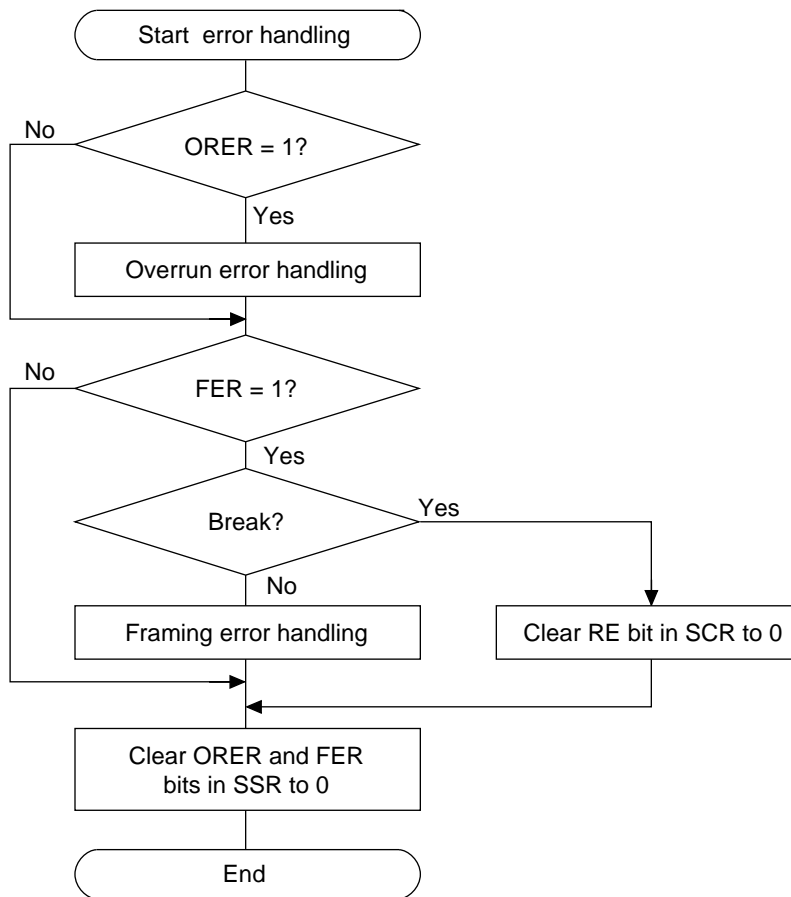 Start error handling
No
ORER = 1?
Yes
Overrun error handling
No
FER = 1?
Yes
Break?
Yes
No
Framing error handling
Clear RE bit in SCR to 0
Clear ORER and FER
bits in SSR to 0
End